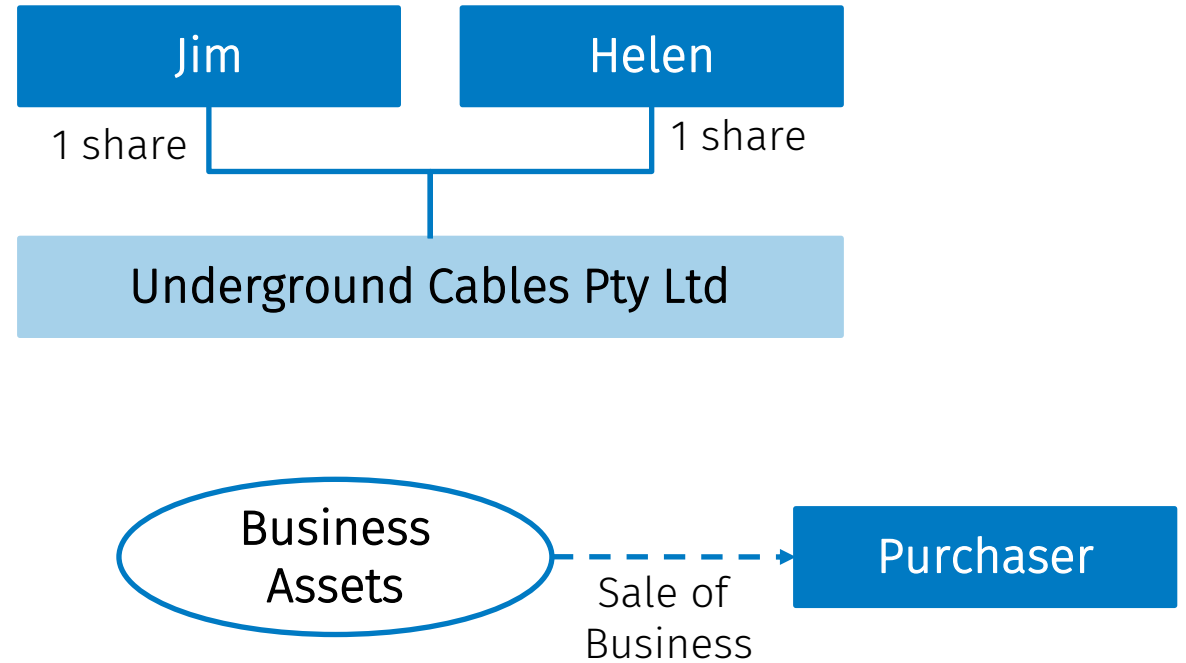 Jim
Helen
1 share
1 share
Underground Cables Pty Ltd
Business
Assets
Purchaser
Sale of
Business